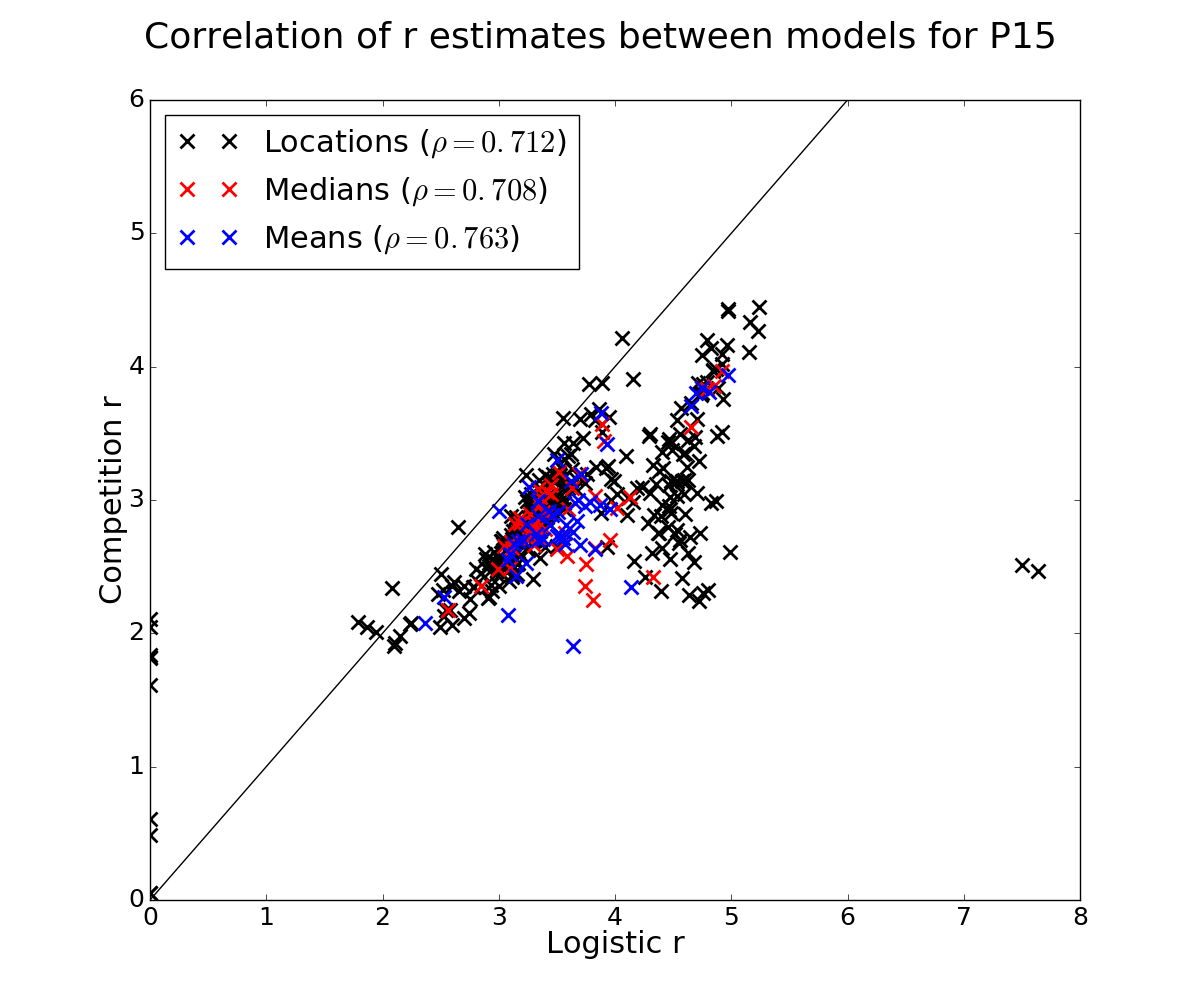 Correlation of r estimates between models for P15
Locations (ρ = 0.712)
Medians (ρ = 0.708)
Means (ρ = 0.763)
6
5
4
3
2
1
0
Competition r
0 1 2 3 4 5 6 7 8
Logistic r